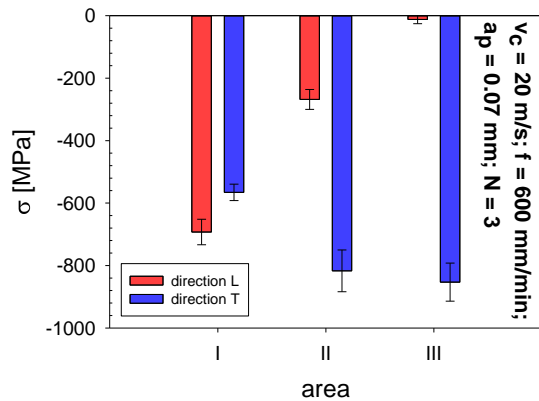 0
-200
-400
-600
-800
-1000
σ [MPa]
I
II
III
area
direction L
direction T
v_c = 20 m/s; f = 600 mm/min;
a_p = 0.07 mm; N = 3